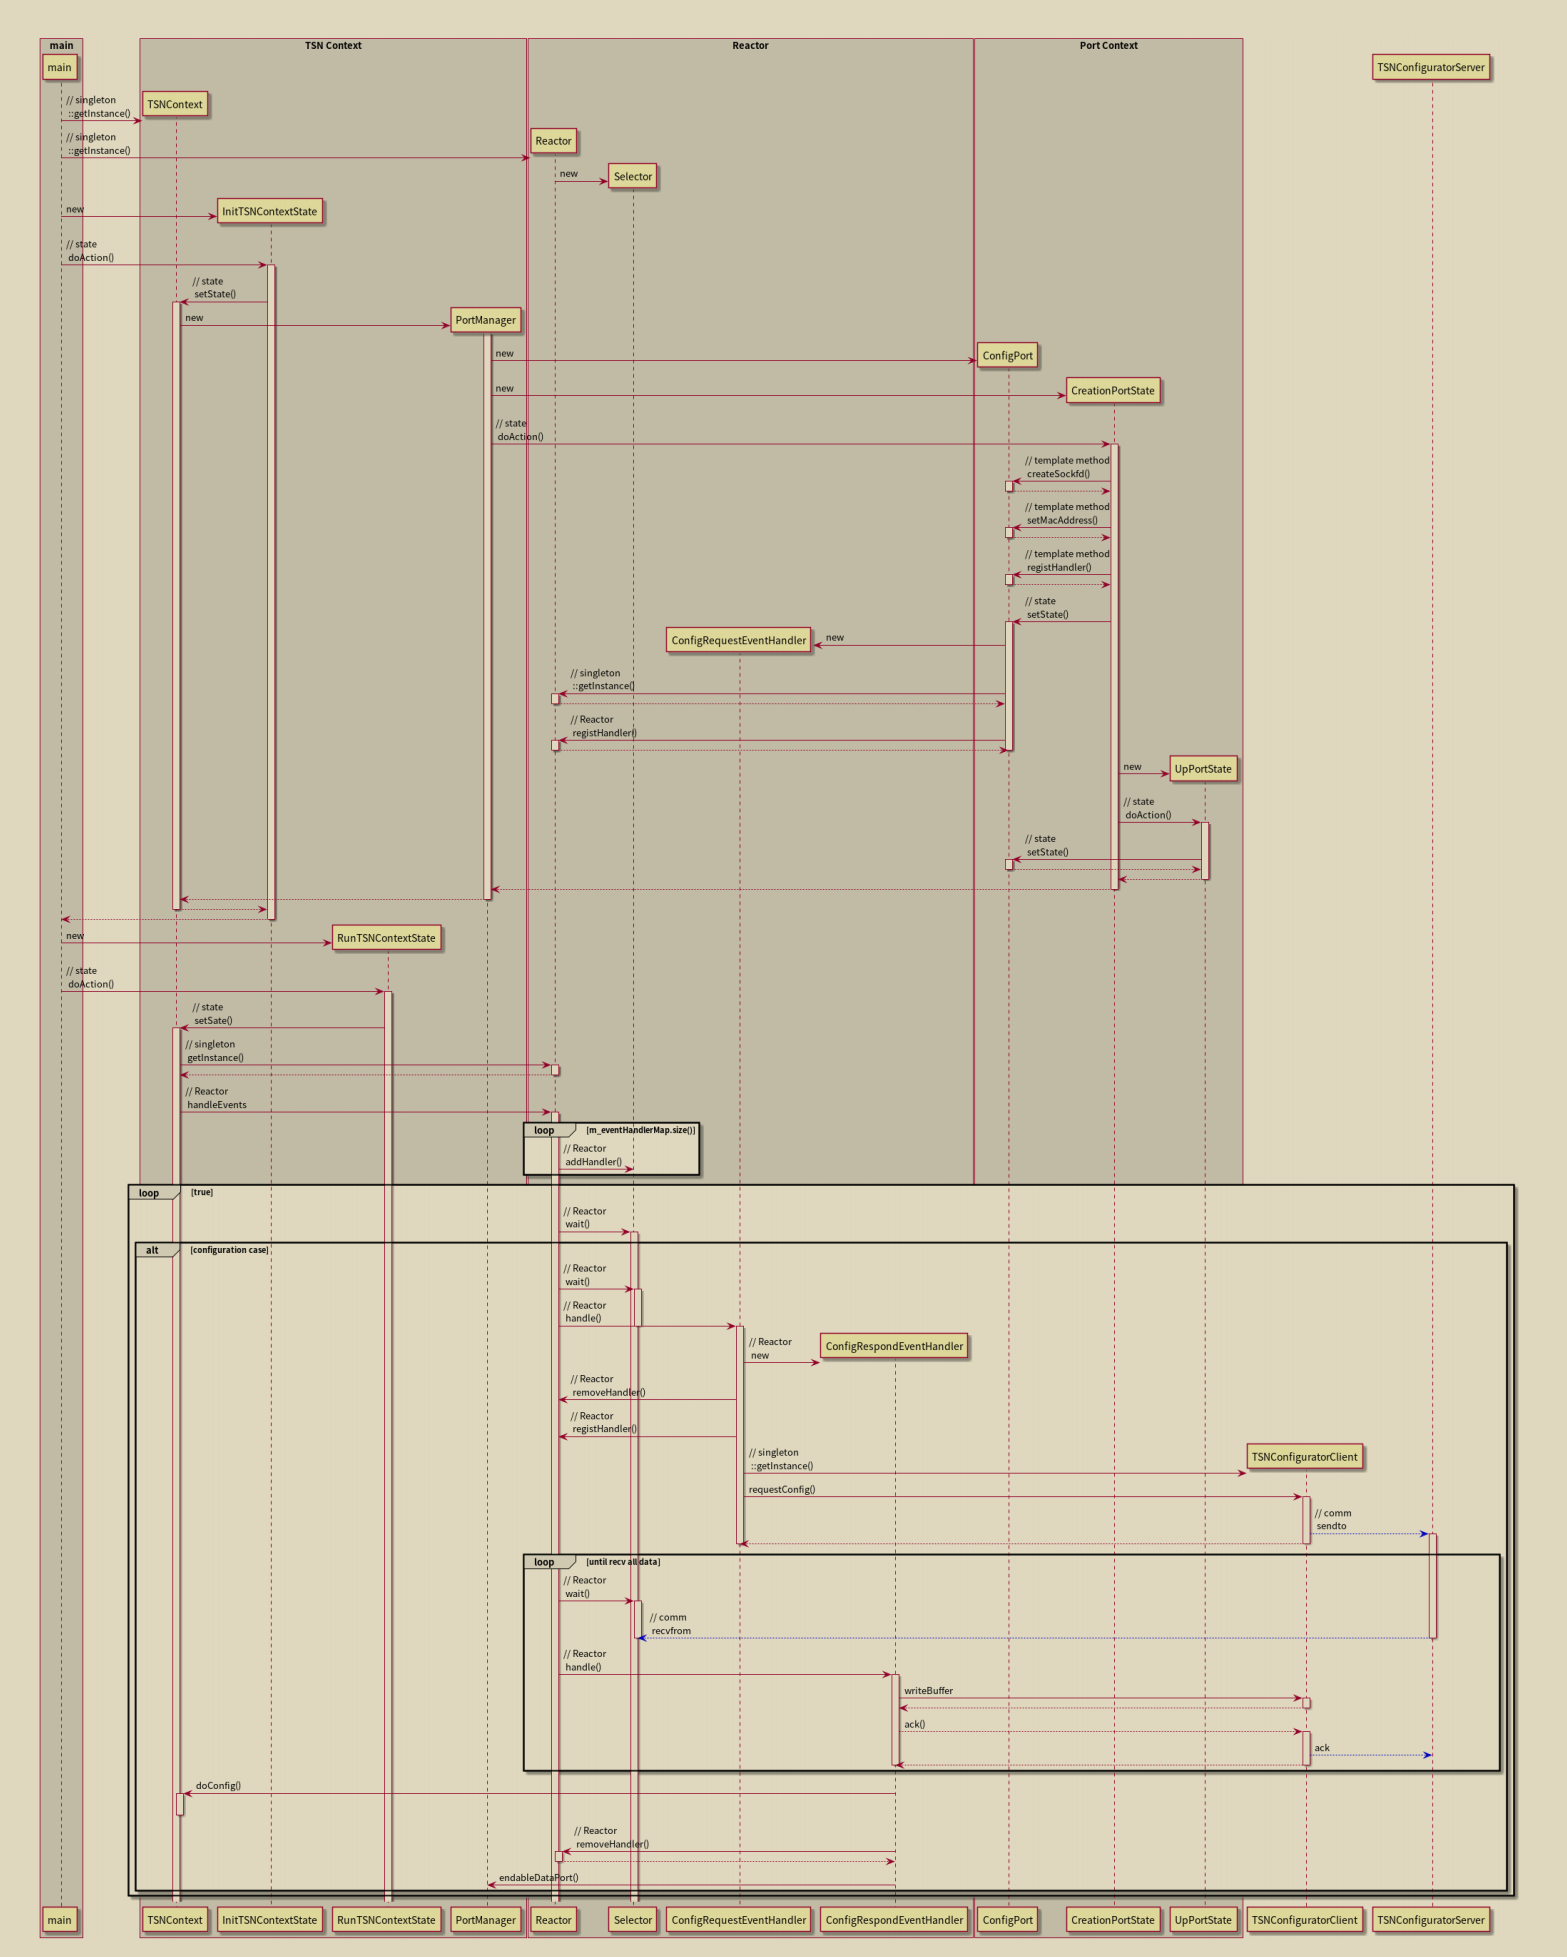 main
TSN Context
Reactor
Port Context
main
TSNConfiguratorServer
TSNContext
// singleton
::getInstance()
Reactor
// singleton
::getInstance()
Selector
new
InitTSNContextState
new
// state
doAction()
// state
setState()
PortManager
new
ConfigPort
new
CreationPortState
new
// state
doAction()
// template method
createSockfd()
// template method
setMacAddress()
// template method
registHandler()
// state
setState()
ConfigRequestEventHandler
new
// singleton
::getInstance()
// Reactor
registHandler()
UpPortState
new
// state
doAction()
// state
setState()
RunTSNContextState
new
// state
doAction()
// state
setSate()
// singleton
getInstance()
// Reactor
handleEvents
loop
[m_eventHandlerMap.size()]
// Reactor
addHandler()
loop
[true]
// Reactor
wait()
alt
[configuration case]
// Reactor
wait()
// Reactor
handle()
ConfigRespondEventHandler
// Reactor
new
// Reactor
removeHandler()
// Reactor
registHandler()
TSNConfiguratorClient
// singleton
::getInstance()
requestConfig()
// comm
sendto
loop
[until recv all data]
// Reactor
wait()
// comm
recvfrom
// Reactor
handle()
writeBuffer
ack()
ack
doConfig()
// Reactor
removeHandler()
endableDataPort()
main
TSNContext
InitTSNContextState
RunTSNContextState
PortManager
Reactor
Selector
ConfigRequestEventHandler
ConfigRespondEventHandler
ConfigPort
CreationPortState
UpPortState
TSNConfiguratorClient
TSNConfiguratorServer